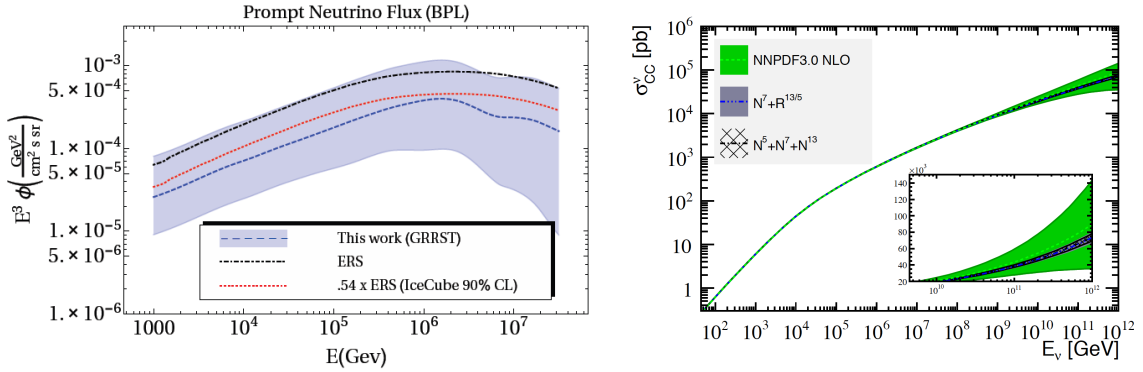 Prompt Neutrino Flux (BPL)
E³ ϕ(GeV²/cm² s sr)
10⁻³
5.×10⁻⁴
1.×10⁻⁴
5.×10⁻⁵
1.×10⁻⁵
5.×10⁻⁶
1.×10⁻⁶
This work (GRRST)
ERS
.54 x ERS (IceCube 90% CL)
1000 10⁴ 10⁵ 10⁶ 10⁷
E(Gev)
σᵛCC [pb]
10⁶
10⁵
10⁴
10³
10²
10
1
NNPDF3.0 NLO
N⁷+R¹³ᐟ⁵
N⁵+N⁷+N¹³
×10³
140
120
100
80
60
40
20
10¹⁰ 10¹¹ 10¹²
10² 10³ 10⁴ 10⁵ 10⁶ 10⁷ 10⁸ 10⁹ 10¹⁰ 10¹¹ 10¹²
Eᵥ [GeV]